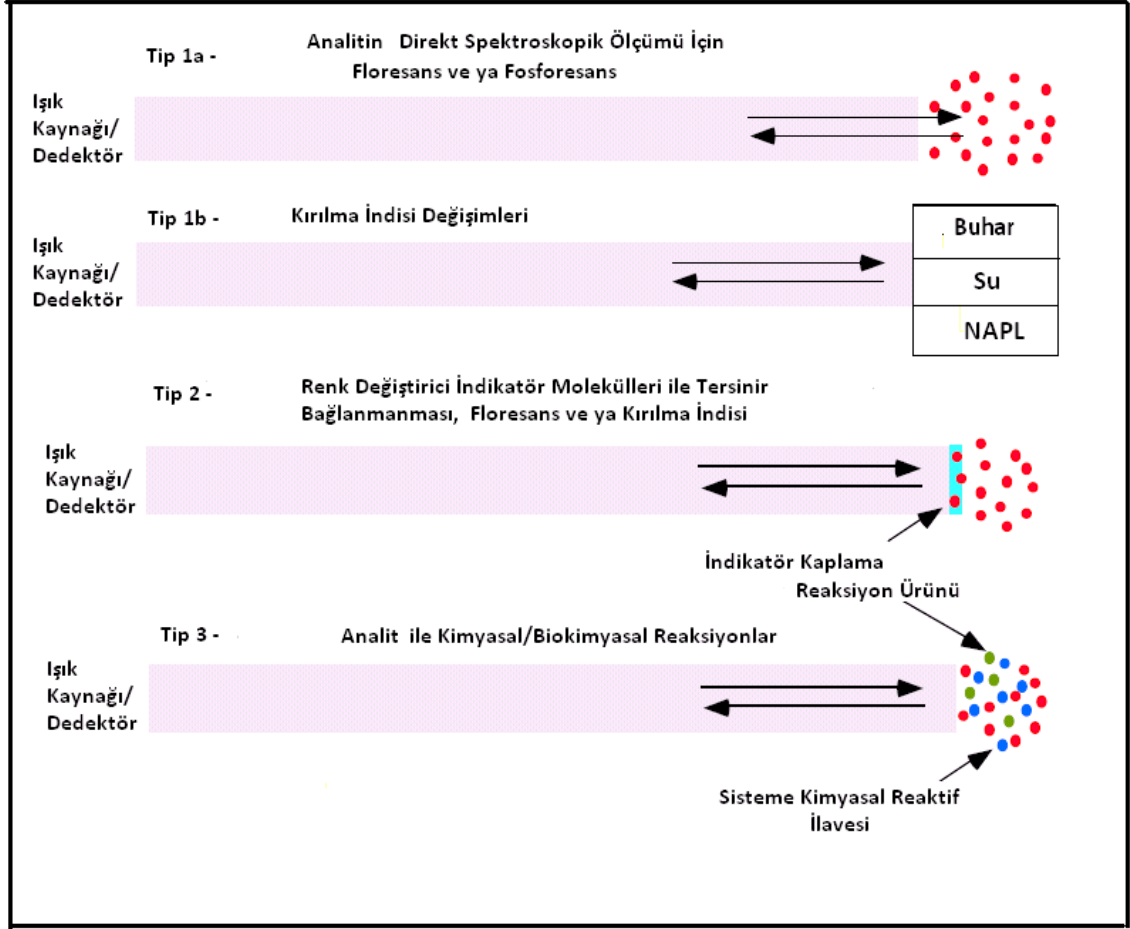 Tip 1a - Analitin Direkt Spektroskopik Ölçümü İçin
Floresans ve ya Fosforesans
Işık
Kaynağı/
Dedektör
Tip 1b - Kırılma İndisi Değişimleri
Işık
Kaynağı/
Dedektör
Buhar
Su
NAPL
Tip 2 - Renk Değiştirici İndikatör Molekülleri ile Tersinir
Bağlanmanması, Floresans ve ya Kırılma İndisi
Işık
Kaynağı/
Dedektör
İndikatör Kaplama
Reaksiyon Ürünü
Tip 3 - Analit ile Kimyasal/Biokimyasal Reaksiyonlar
Işık
Kaynağı/
Dedektör
Sisteme Kimyasal Reaktif
İlavesi